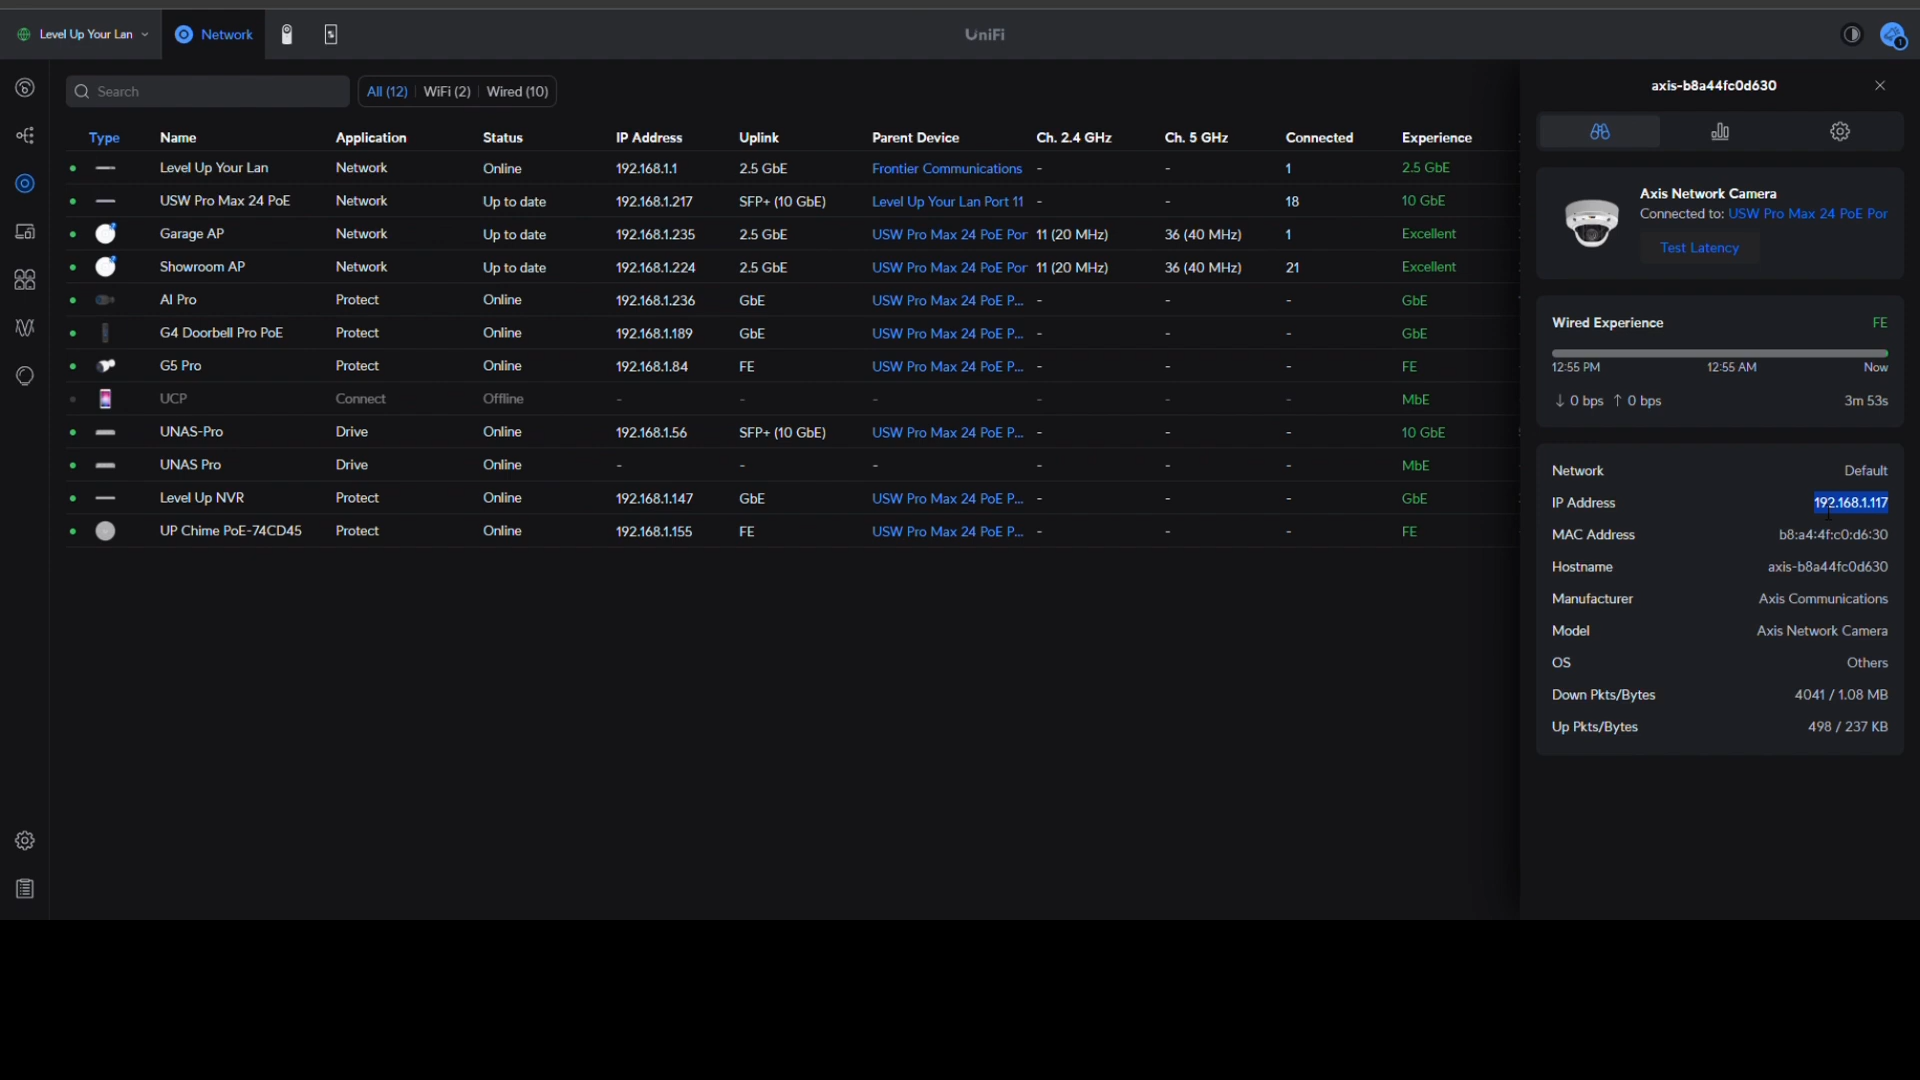 Level Up Your Lan
Network
UniFi
1
Search
All (12) WiFi (2) Wired (10)
Type Name Application Status IP Address Uplink Parent Device Ch. 2.4 GHz Ch. 5 GHz Connected Experience
Level Up Your Lan Network Online 192.168.1.1 2.5 GbE Frontier Communications - - 1 2.5 GbE
USW Pro Max 24 PoE Network Up to date 192.168.1.217 SFP+ (10 GbE) Level Up Your Lan Port 11 - - 18 10 GbE
Garage AP Network Up to date 192.168.1.235 2.5 GbE USW Pro Max 24 PoE Por 11 (20 MHz) 36 (40 MHz) 1 Excellent
Showroom AP Network Up to date 192.168.1.224 2.5 GbE USW Pro Max 24 PoE Por 11 (20 MHz) 36 (40 MHz) 21 Excellent
AI Pro Protect Online 192.168.1.236 GbE USW Pro Max 24 PoE P... - - - GbE
G4 Doorbell Pro PoE Protect Online 192.168.1.189 GbE USW Pro Max 24 PoE P... - - - GbE
G5 Pro Protect Online 192.168.1.84 FE USW Pro Max 24 PoE P... - - - FE
UCP Connect Offline - - - - - - MbE
UNAS-Pro Drive Online 192.168.1.56 SFP+ (10 GbE) USW Pro Max 24 PoE P... - - - 10 GbE
UNAS Pro Drive Online - - - - - - MbE
Level Up NVR Protect Online 192.168.1.147 GbE USW Pro Max 24 PoE P... - - - GbE
UP Chime PoE-74CD45 Protect Online 192.168.1.155 FE USW Pro Max 24 PoE P... - - - FE
axis-b8a44fc0d630
Axis Network Camera
Connected to: USW Pro Max 24 PoE Por
Test Latency
Wired Experience FE
12:55 PM 12:55 AM Now
↓ 0 bps ↑ 0 bps 3m 53s
Network Default
IP Address 192.168.1.117
MAC Address b8:a4:4f:c0:d6:30
Hostname axis-b8a44fc0d630
Manufacturer Axis Communications
Model Axis Network Camera
OS Others
Down Pkts/Bytes 4041 / 1.08 MB
Up Pkts/Bytes 498 / 237 KB